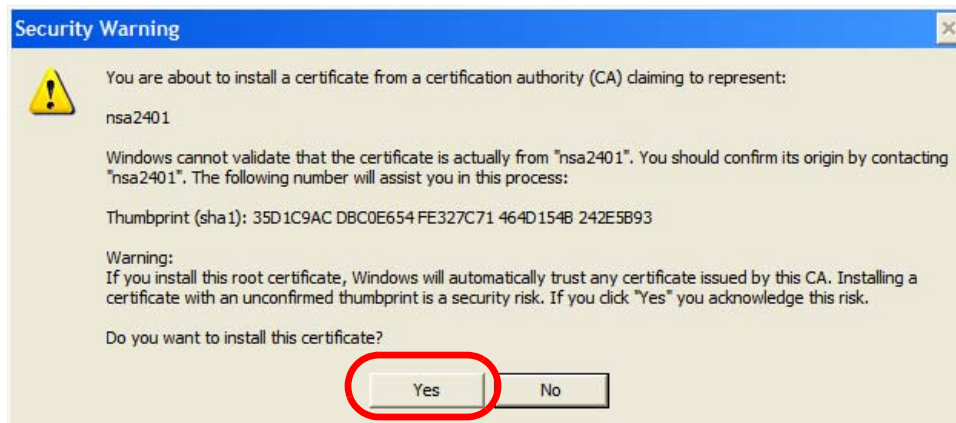 Security Warning
You are about to install a certificate from a certification authority (CA) claiming to represent:
nsa2401
Windows cannot validate that the certificate is actually from "nsa2401". You should confirm its origin by contacting
"nsa2401". The following number will assist you in this process:
Thumbprint (sha1): 35D1C9AC DBC0E654 FE327C71 464D154B 242E5B93
Warning:
If you install this root certificate, Windows will automatically trust any certificate issued by this CA. Installing a
certificate with an unconfirmed thumbprint is a security risk. If you click "Yes" you acknowledge this risk.
Do you want to install this certificate?
Yes No